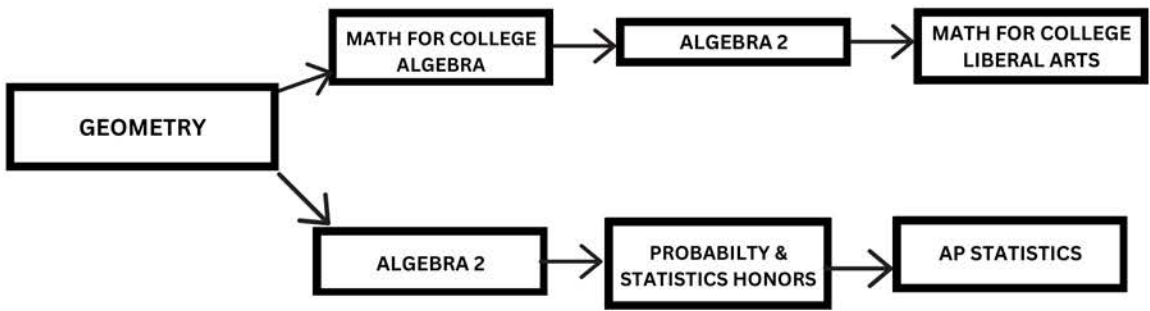 GEOMETRY
MATH FOR COLLEGE
ALGEBRA
ALGEBRA 2
MATH FOR COLLEGE
LIBERAL ARTS
ALGEBRA 2
PROBABILTY &
STATISTICS HONORS
AP STATISTICS